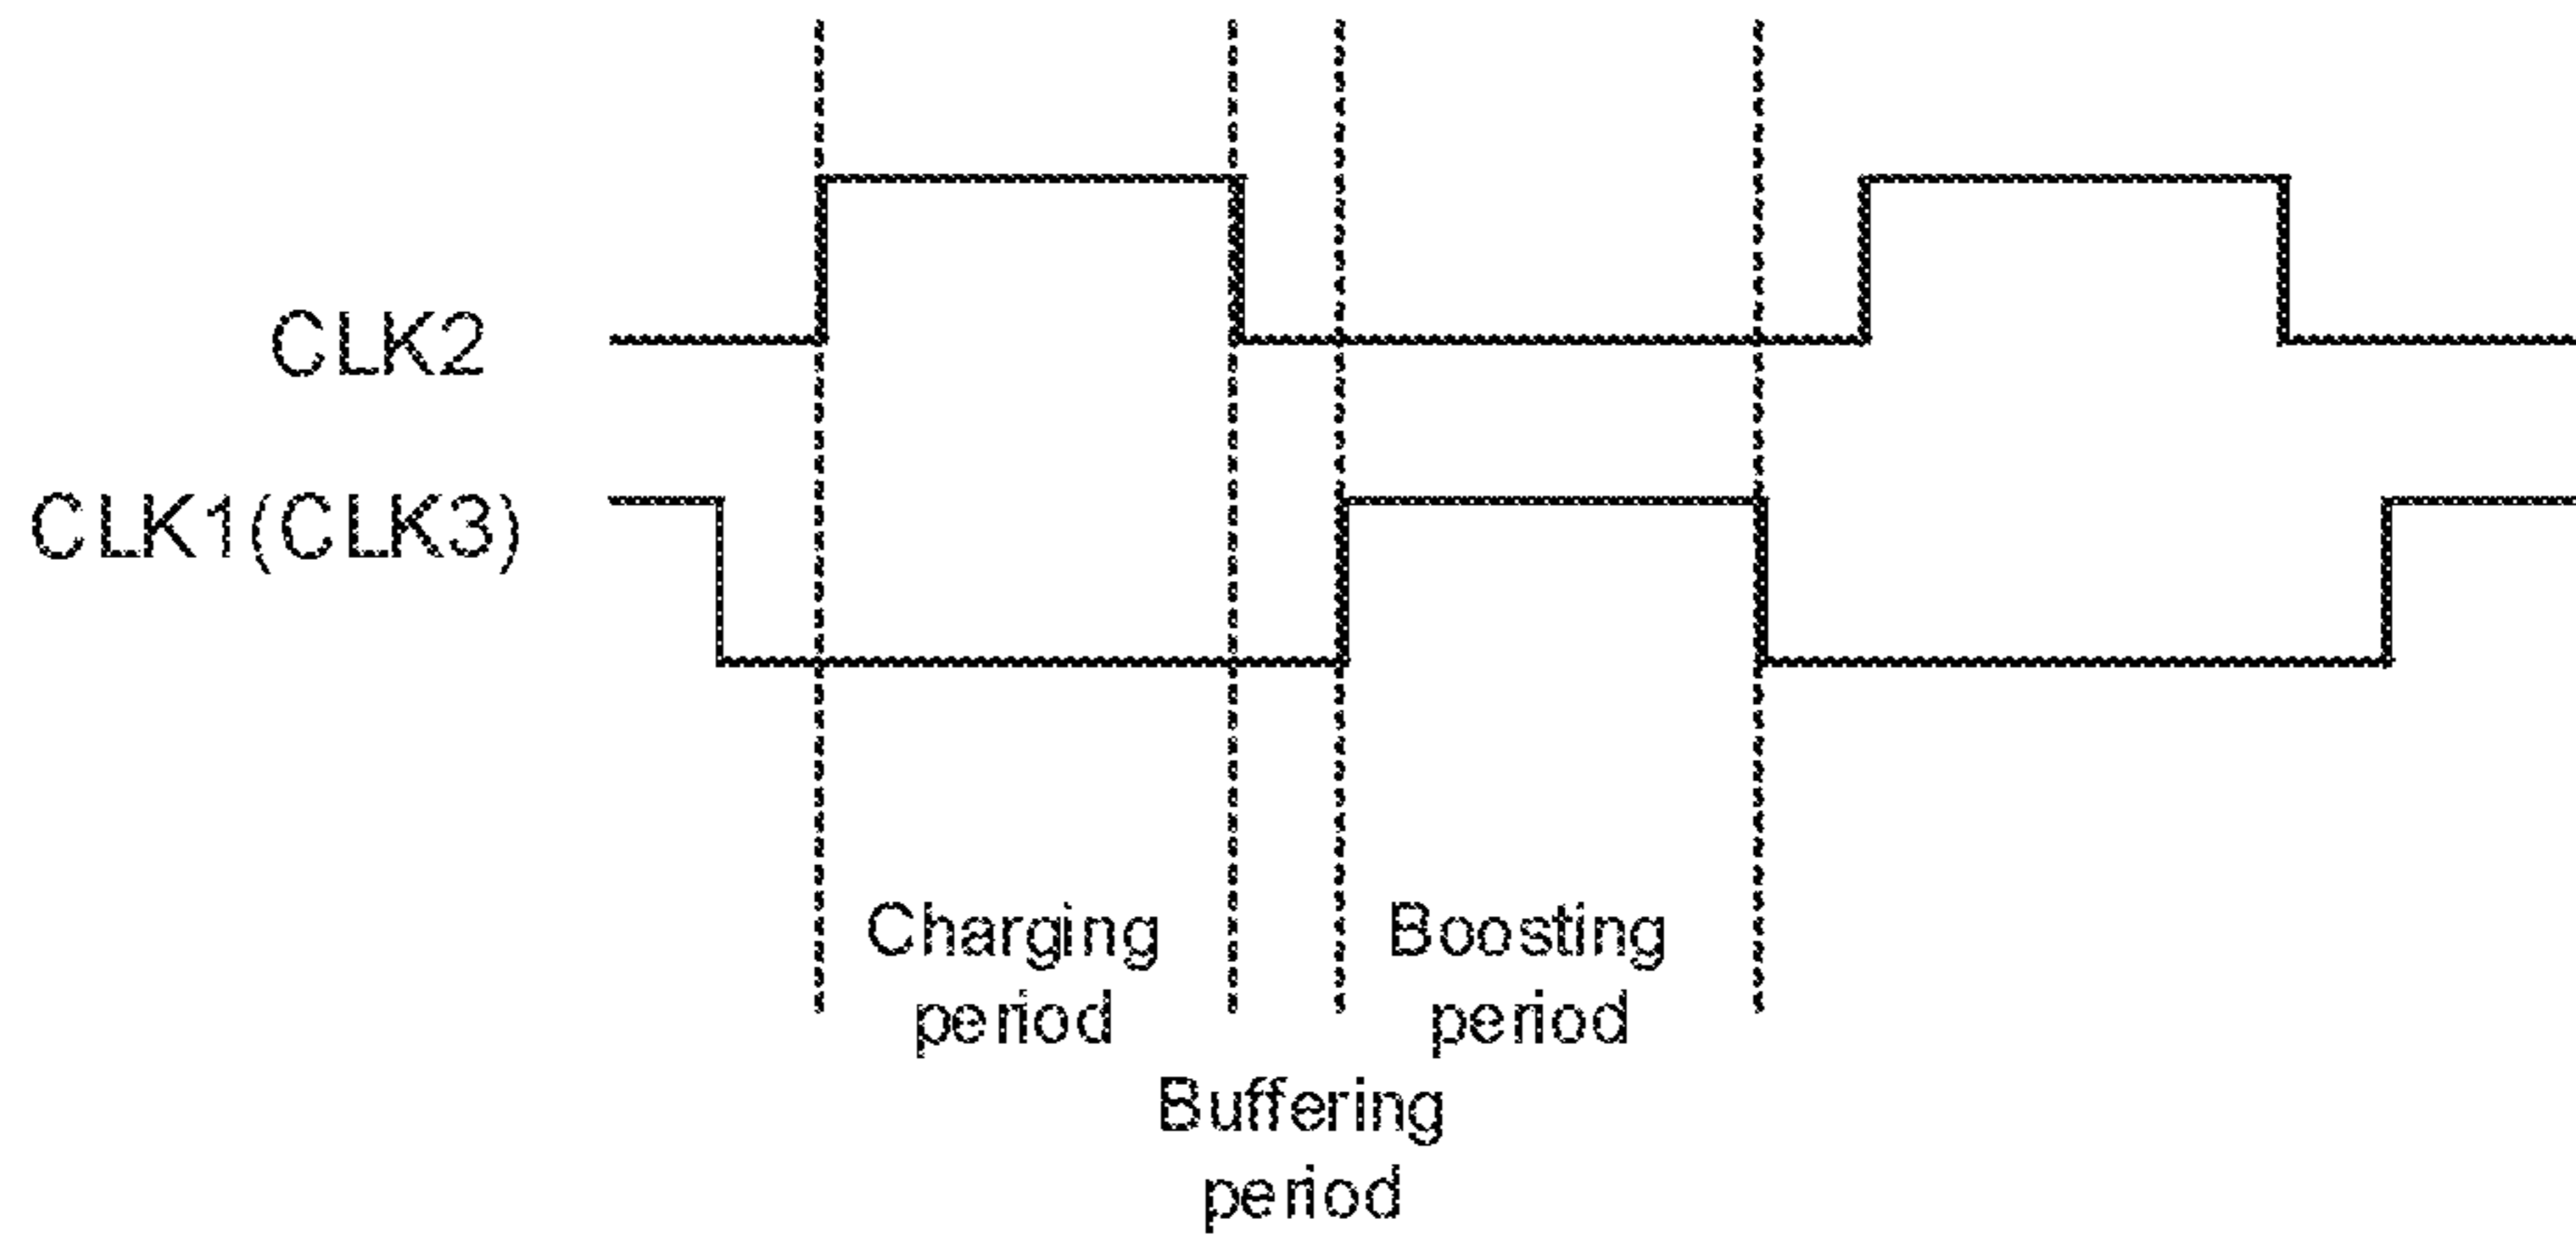 CLK2
CLK1(CLK3)
Charging
period
Boosting
period
Buffering
period